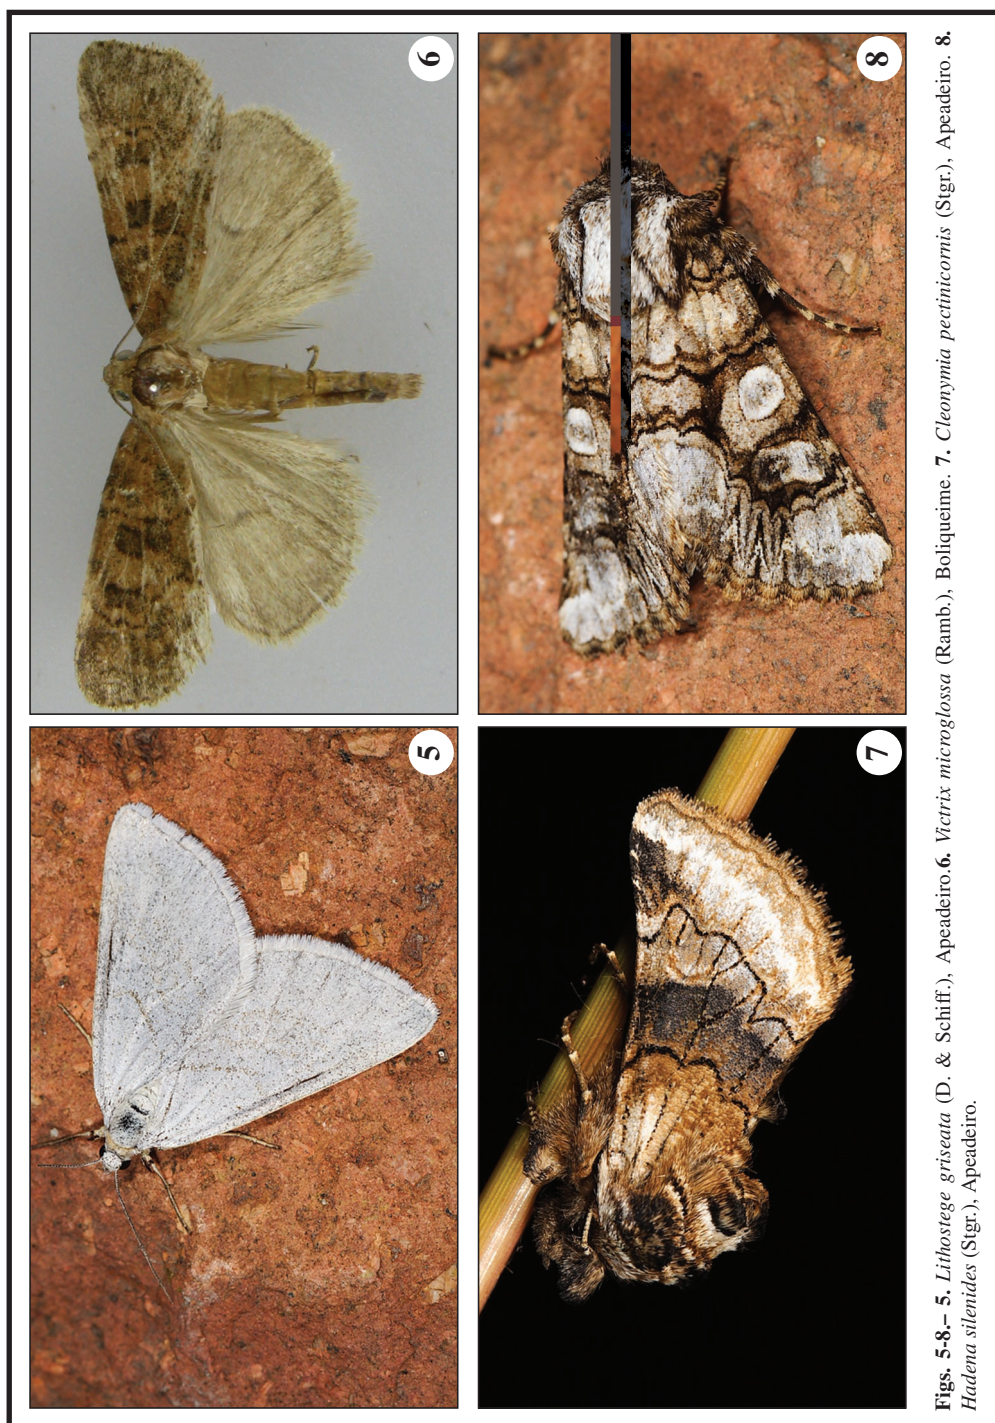 5
6
7
8
Figs. 5-8.– 5. Lithostege griseata (D. & Schiff.), Apeadeiro.6. Victrix microglossa (Ramb.), Boliqueime. 7. Cleonymia pectinicornis (Stgr.), Apeadeiro. 8.
Hadena silenides (Stgr.), Apeadeiro.